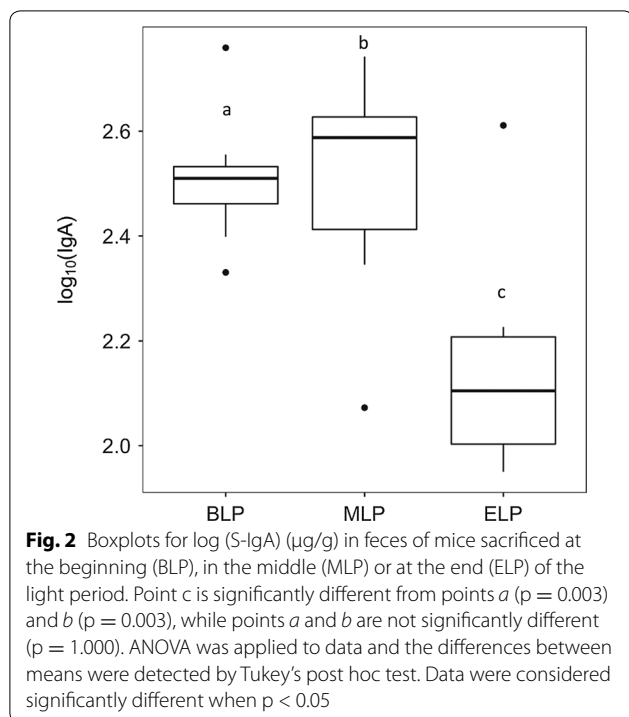 b
a
2.6
2.4
c
2.2
2.0
log10(IgA)
BLP MLP ELP
Fig. 2 Boxplots for log (S-IgA) (µg/g) in feces of mice sacrificed at
the beginning (BLP), in the middle (MLP) or at the end (ELP) of the
light period. Point c is significantly different from points a (p = 0.003)
and b (p = 0.003), while points a and b are not significantly different
(p = 1.000). ANOVA was applied to data and the differences between
means were detected by Tukey's post hoc test. Data were considered
significantly different when p < 0.05